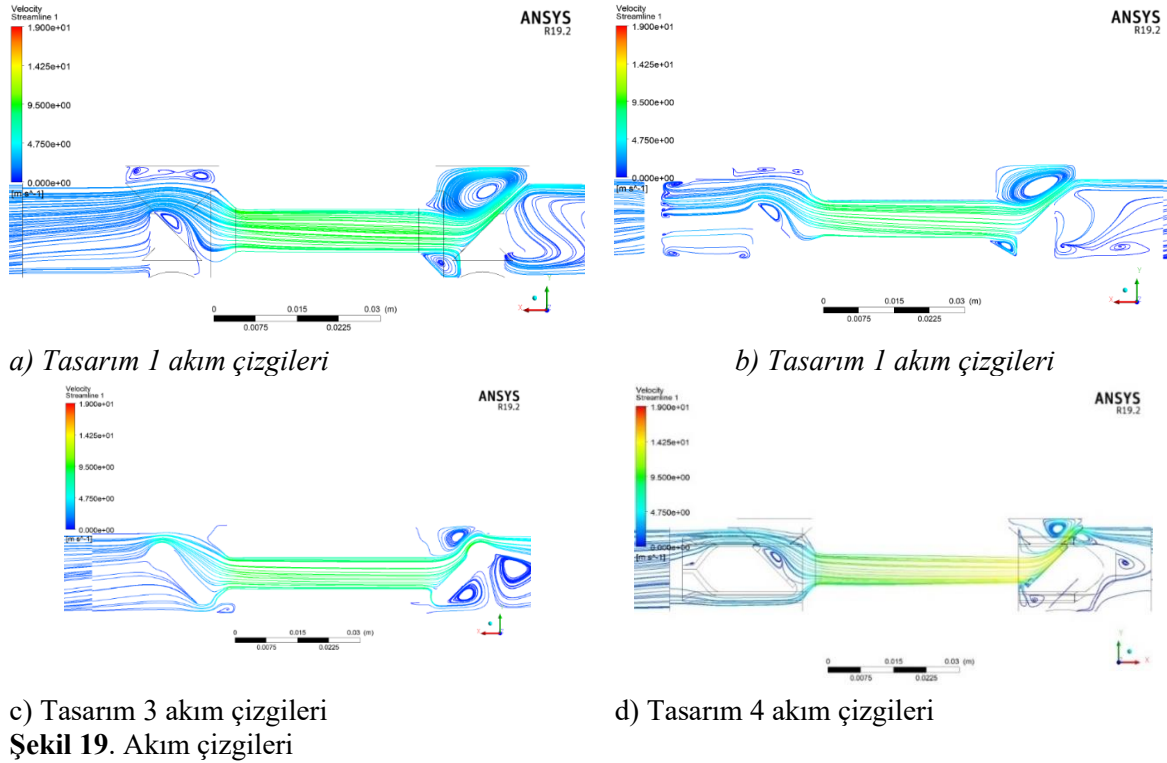 Velocity
Streamline 1
1.900e+01
1.425e+01
9.500e+00
4.750e+00
0.000e+00
[m s^-1]
ANSYS
R19.2
0 0.015 0.03 (m)
0.0075 0.0225
Y
X
a) Tasarım 1 akım çizgileri
Velocity
Streamline 1
1.900e+01
1.425e+01
9.500e+00
4.750e+00
0.000e+00
[m s^-1]
ANSYS
R19.2
0 0.015 0.03 (m)
0.0075 0.0225
Y
X
b) Tasarım 1 akım çizgileri
Velocity
Streamline 1
1.900e+01
1.425e+01
9.500e+00
4.750e+00
0.000e+00
[m s^-1]
ANSYS
R19.2
0 0.015 0.03 (m)
0.0075 0.0225
Y
X
c) Tasarım 3 akım çizgileri
Velocity
Streamline 1
1.900e+01
1.425e+01
9.500e+00
4.750e+00
0.000e+00
[m s^-1]
ANSYS
R19.2
0 0.015 0.03 (m)
0.0075 0.0225
Y
X
d) Tasarım 4 akım çizgileri
Şekil 19. Akım çizgileri